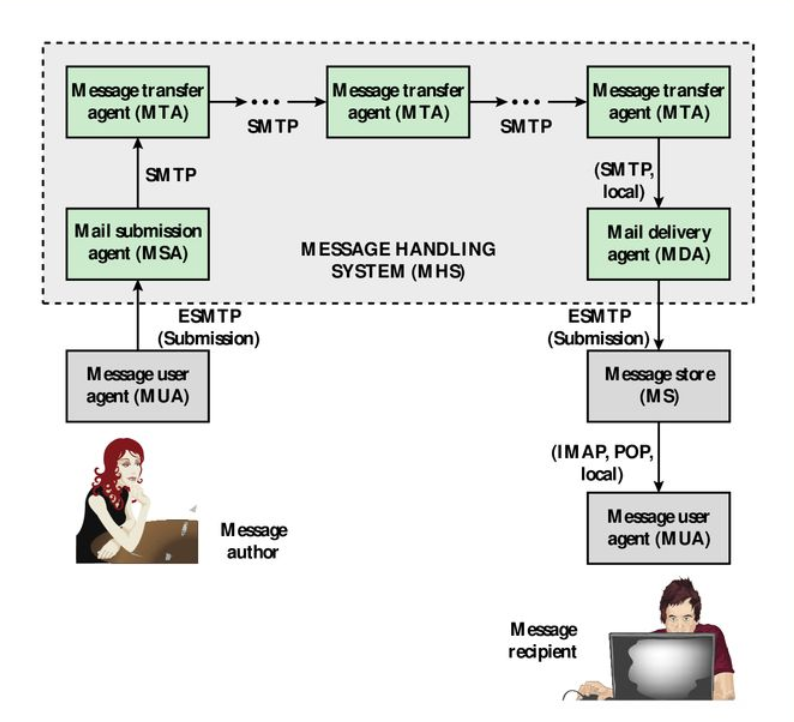 Message transfer
agent (MTA)
SMTP
Message transfer
agent (MTA)
SMTP
Message transfer
agent (MTA)
SMTP
(SMTP,
local)
Mail submission
agent (MSA)
MESSAGE HANDLING
SYSTEM (MHS)
Mail delivery
agent (MDA)
ESMTP
(Submission)
ESMTP
(Submission)
Message user
agent (MUA)
Message store
(MS)
(IMAP, POP,
local)
Message
author
Message user
agent (MUA)
Message
recipient